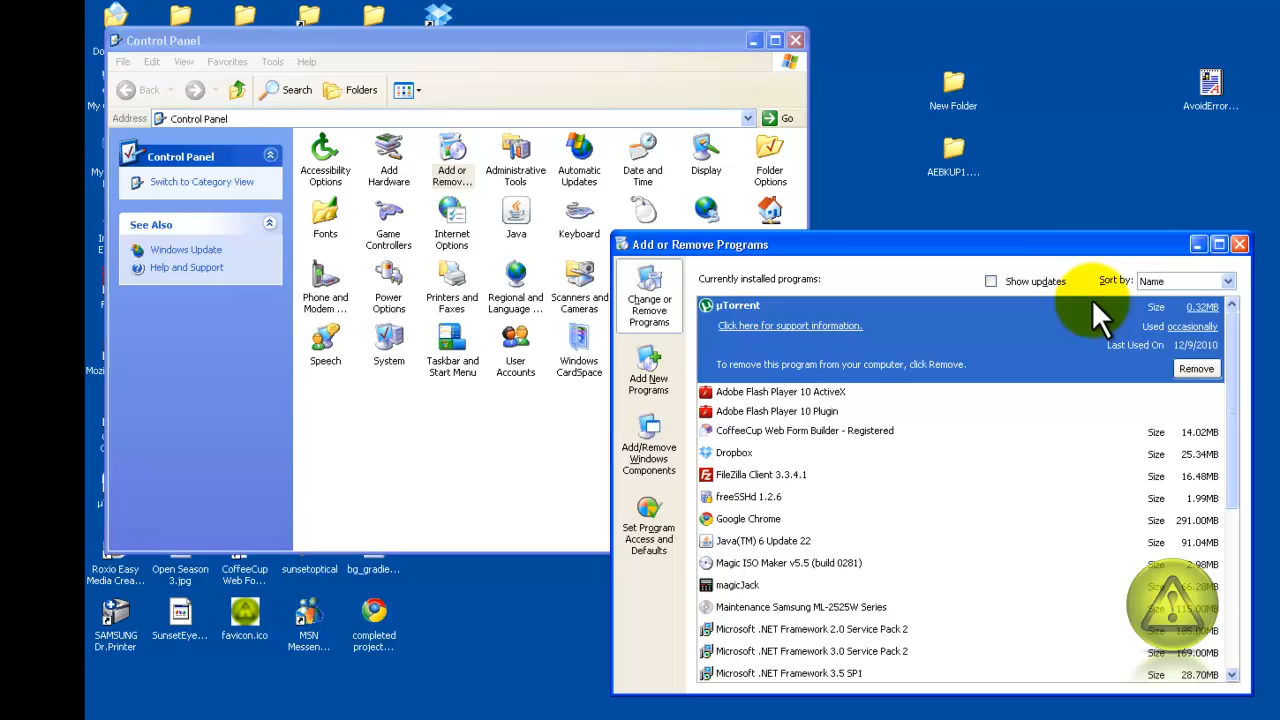 Control Panel
File Edit View Favorites Tools Help
Back Search Folders
Address Control Panel Go
Control Panel
Switch to Category View
See Also
Windows Update
Help and Support
Accessibility Options
Add Hardware
Add or Remov...
Administrative Tools
Automatic Updates
Date and Time
Display
Folder Options
Fonts
Game Controllers
Internet Options
Java
Keyboard
Phone and Modem ...
Power Options
Printers and Faxes
Regional and Language ...
Scanners and Cameras
Speech
System
Taskbar and Start Menu
User Accounts
Windows CardSpace
New Folder
AvoidError...
AEBKUP1....
Add or Remove Programs
Change or Remove Programs
Add New Programs
Add/Remove Windows Components
Set Program Access and Defaults
Currently installed programs: Show updates Sort by: Name
µTorrent Size 0.32MB
Click here for support information. Used occasionally
Last Used On 12/9/2010
To remove this program from your computer, click Remove. Remove
Adobe Flash Player 10 ActiveX
Adobe Flash Player 10 Plugin
CoffeeCup Web Form Builder - Registered Size 14.02MB
Dropbox Size 25.34MB
FileZilla Client 3.3.4.1 Size 16.48MB
freeSSHd 1.2.6 Size 1.99MB
Google Chrome Size 291.00MB
Java(TM) 6 Update 22 Size 91.04MB
Magic ISO Maker v5.5 (build 0281) Size 2.98MB
magicJack
Maintenance Samsung ML-2525W Series Size 115.00MB
Microsoft .NET Framework 2.0 Service Pack 2 Size 185.00MB
Microsoft .NET Framework 3.0 Service Pack 2 Size 169.00MB
Microsoft .NET Framework 3.5 SP1 Size 28.70MB
Roxio Easy Media Crea...
Open Season 3.jpg
CoffeeCup Web Fo...
sunsetoptical
bg_gradie...
SAMSUNG Dr.Printer
SunsetEye...
favicon.ico
MSN Messen...
completed project...